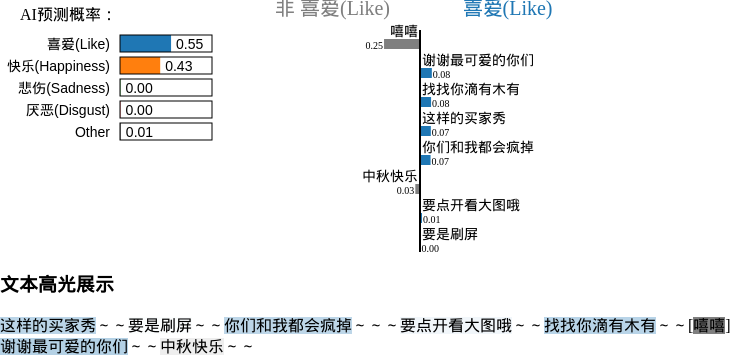 AI预测概率：
喜爱(Like) 0.55
快乐(Happiness) 0.43
悲伤(Sadness) 0.00
厌恶(Disgust) 0.00
Other 0.01
非 喜爱(Like) 喜爱(Like)
嘻嘻
0.25
谢谢最可爱的你们
0.08
找找你滴有木有
0.08
这样的买家秀
0.07
你们和我都会疯掉
0.07
中秋快乐
0.03
要点开看大图哦
0.01
要是刷屏
0.00
文本高光展示
这样的买家秀～～要是刷屏～～你们和我都会疯掉～～～要点开看大图哦～～找找你滴有木有～～[嘻嘻]
谢谢最可爱的你们～～中秋快乐～～